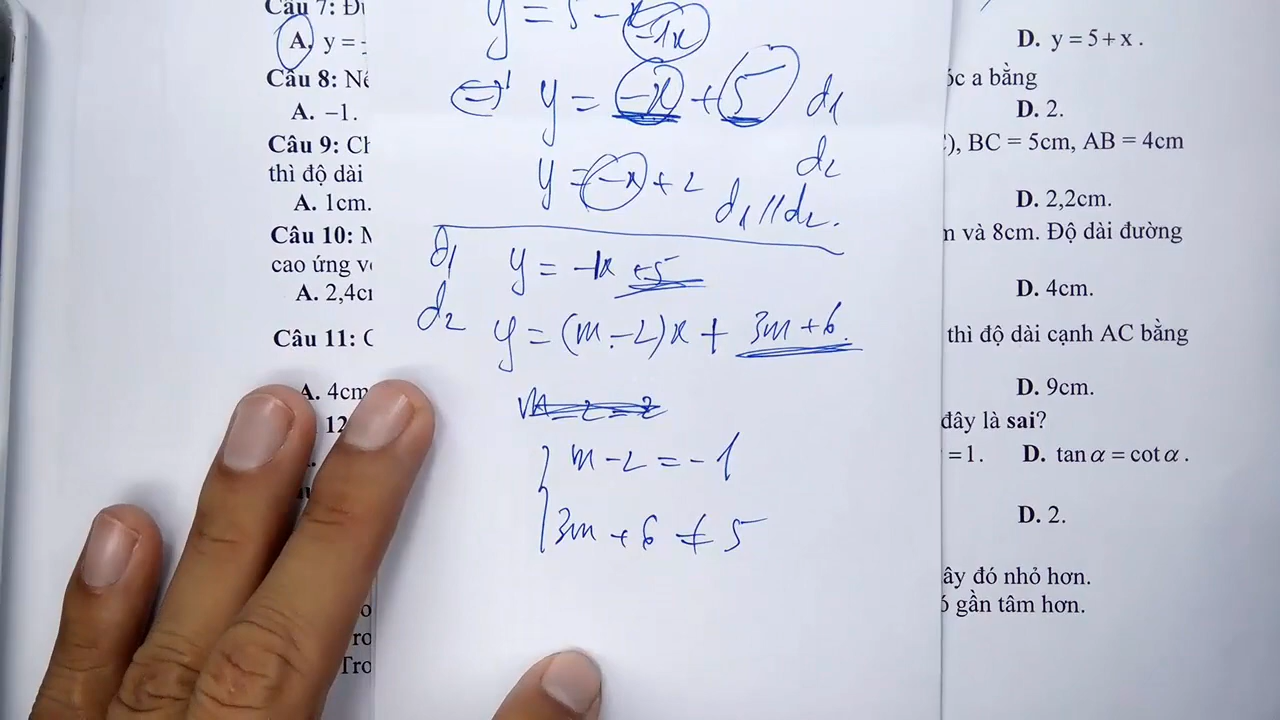 Câu 7:
A. y =
D. y = 5 + x .
Câu 8:
óc a bằng
A. −1.
D. 2.
Câu 9:
), BC = 5cm, AB = 4cm
thì độ dài
A. 1cm.
D. 2,2cm.
Câu 10:
và 8cm. Độ dài đường
cao ứng
A. 2,4cm
D. 4cm.
Câu 11:
thì độ dài cạnh AC bằng
A. 4cm
D. 9cm.
12
đây là sai?
= 1. D. tan α = cot α .
D. 2.
ây đó nhỏ hơn.
ó gần tâm hơn.
y = 5 − x
−1x
⇔ y = −x + 5 d1
y = −x + 2 d2
d1 // d2.
d1 y = −1x + 5
d2 y = (m − 2)x + 3m + 6.
m − 2 = −1
3m + 6 ≠ 5